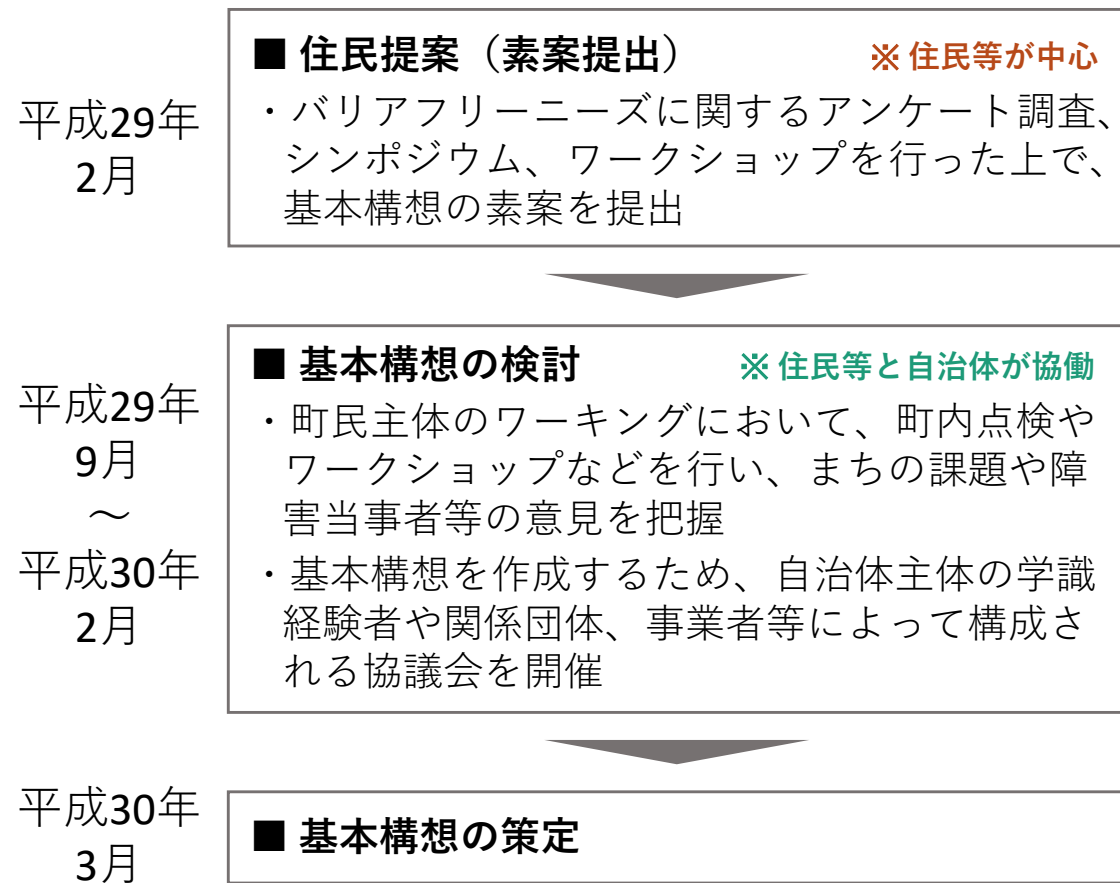 平成29年
2月
■ 住民提案（素案提出）　※ 住民等が中心
・バリアフリーニーズに関するアンケート調査、
シンポジウム、ワークショップを行った上で、
基本構想の素案を提出
平成29年
9月
～
平成30年
2月
■ 基本構想の検討　※ 住民等と自治体が協働
・町民主体のワーキングにおいて、町内点検や
ワークショップなどを行い、まちの課題や障
害当事者等の意見を把握
・基本構想を作成するため、自治体主体の学識
経験者や関係団体、事業者等によって構成さ
れる協議会を開催
平成30年
3月
■ 基本構想の策定